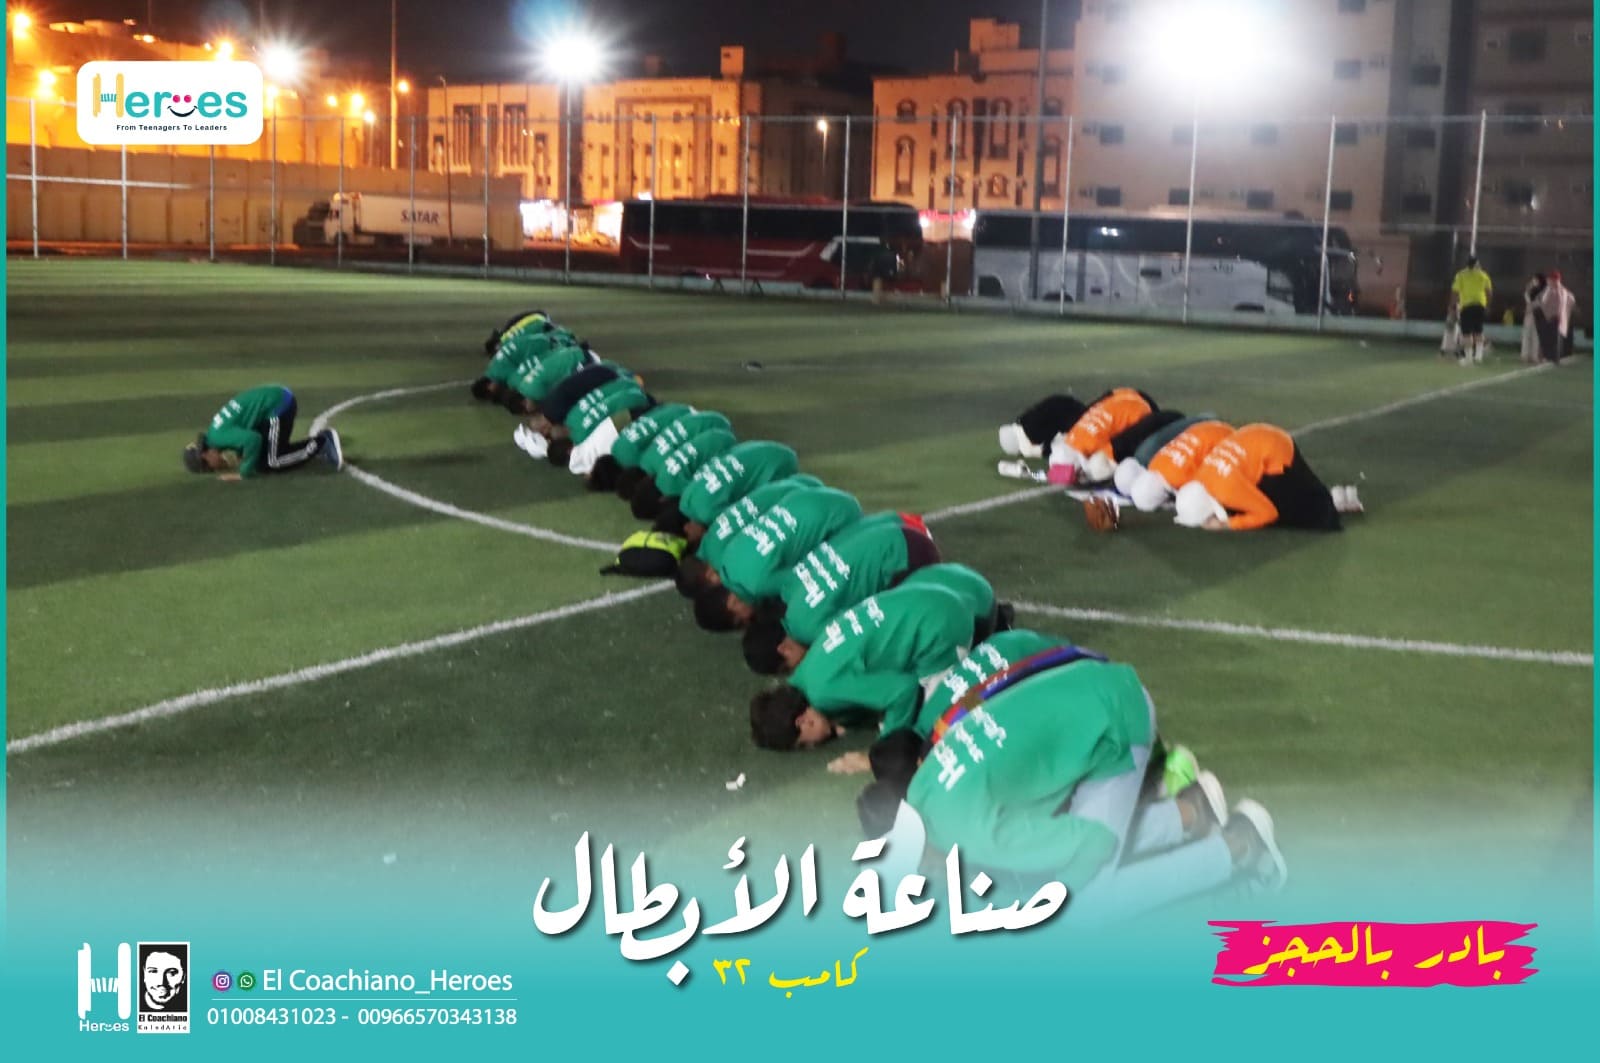 Heroes
From Teenagers To Leaders
SATAR
صناعة الأبطال
كامب ٣٢
بادر بالحجز
El Coachiano_Heroes
01008431023 - 00966570343138
H
Heroes
El Coachiano